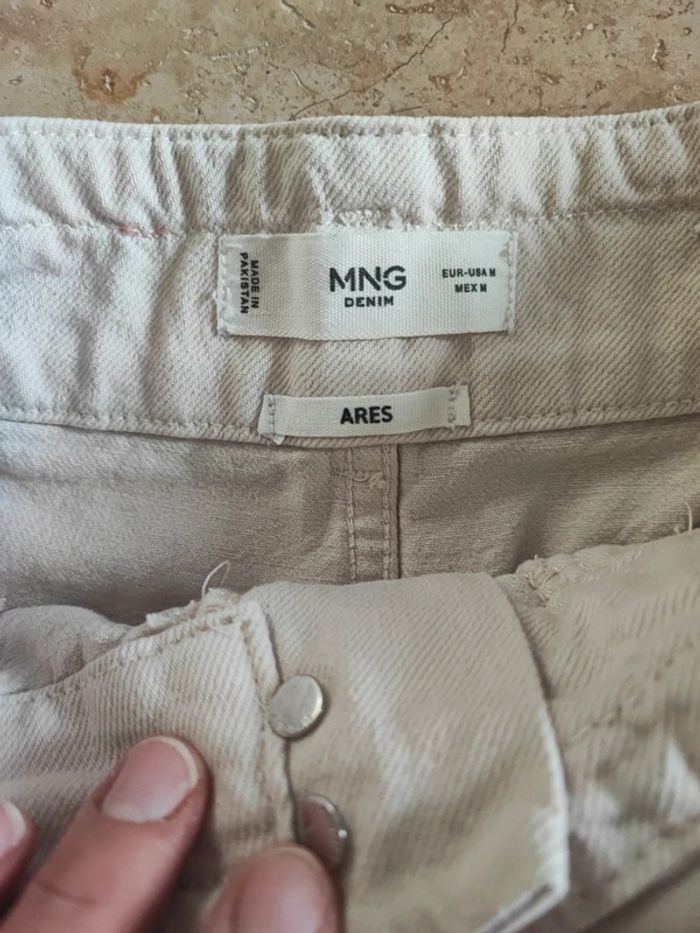 MADE IN
PAKISTAN
MNG
DENIM
EUR-USA M
MEX M
ARES